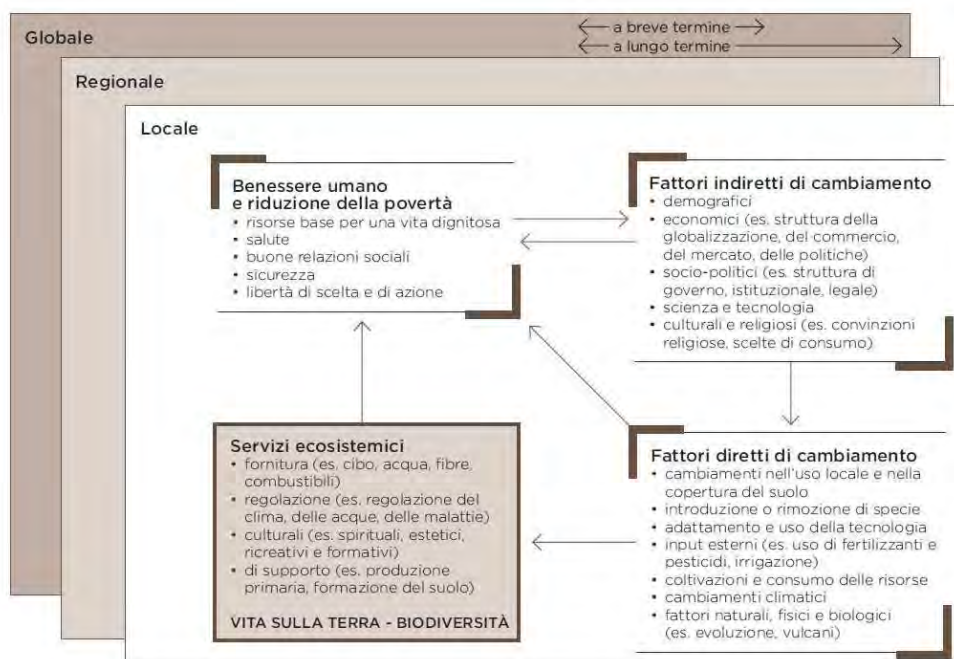 Globale
a breve termine
a lungo termine
Regionale
Locale
Benessere umano
e riduzione della povertà
• risorse base per una vita dignitosa
• salute
• buone relazioni sociali
• sicurezza
• libertà di scelta e di azione
Fattori indiretti di cambiamento
• demografici
• economici (es. struttura della
globalizzazione, del commercio,
del mercato, delle politiche)
• socio-politici (es. struttura di
governo, istituzionale, legale)
• scienza e tecnologia
• culturali e religiosi (es. convinzioni
religiose, scelte di consumo)
Servizi ecosistemici
• fornitura (es. cibo, acqua, fibre,
combustibili)
• regolazione (es. regolazione del
clima, delle acque, delle malattie)
• culturali (es. spirituali, estetici,
ricreativi e formativi)
• di supporto (es. produzione
primaria, formazione del suolo)
VITA SULLA TERRA - BIODIVERSITÀ
Fattori diretti di cambiamento
• cambiamenti nell'uso locale e nella
copertura del suolo
• introduzione o rimozione di specie
• adattamento e uso della tecnologia
• input esterni (es. uso di fertilizzanti e
pesticidi, irrigazione)
• coltivazioni e consumo delle risorse
• cambiamenti climatici
• fattori naturali, fisici e biologici
(es. evoluzione, vulcani)